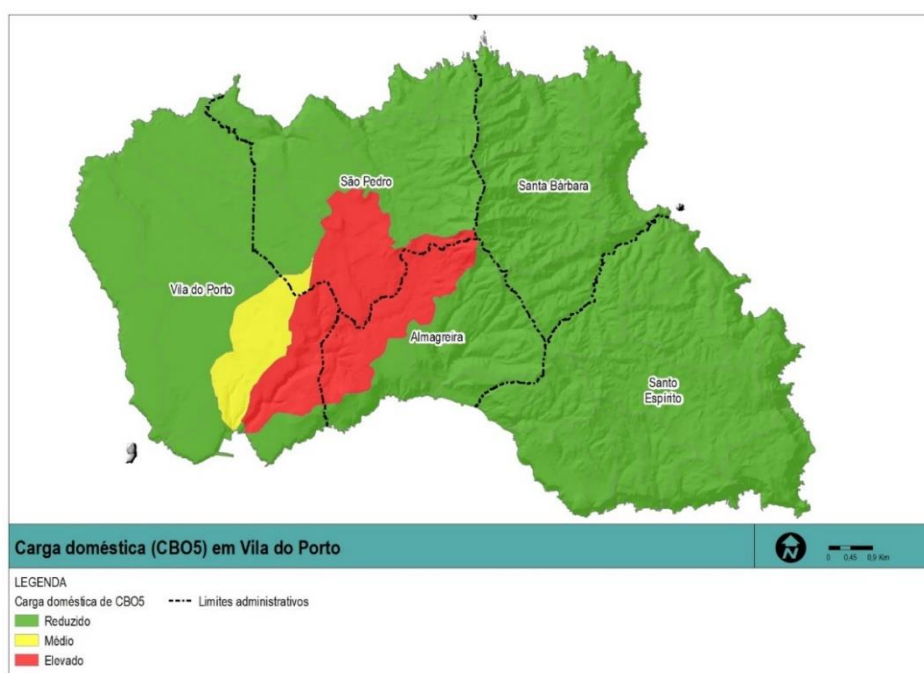 São Pedro
Santa Bárbara
Vila do Porto
Almagreira
Santo
Espírito
Carga doméstica (CBO5) em Vila do Porto
N
0 0,45 0,9 Km
LEGENDA
Carga doméstica de CBO5
Limites administrativos
Reduzido
Médio
Elevado